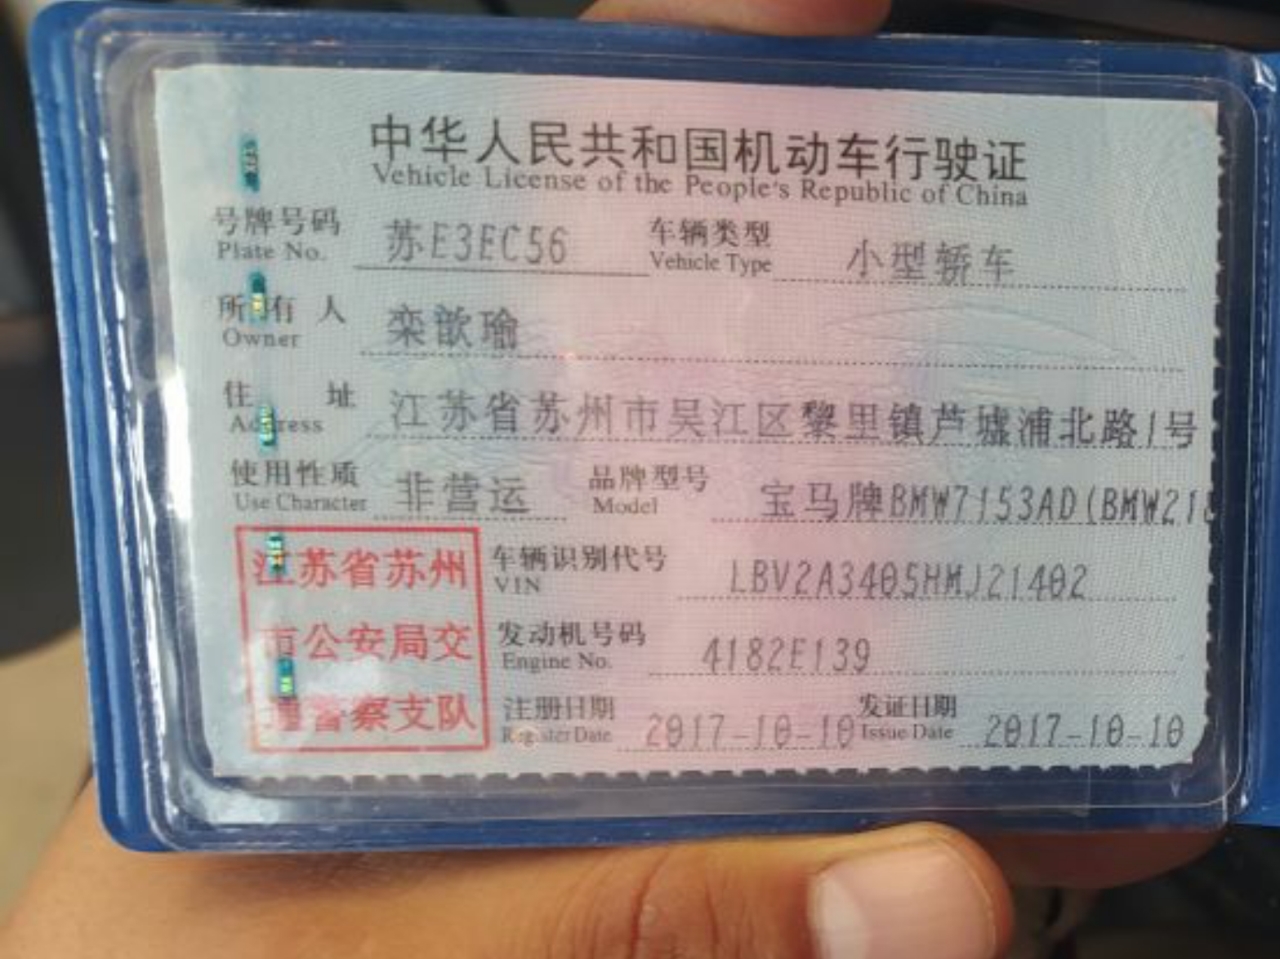 中华人民共和国机动车行驶证
Vehicle License of the People's Republic of China
号牌号码 苏E3EC56 车辆类型 小型轿车
Plate No. Vehicle Type
所有人 栾歆瑜
Owner
住址 江苏省苏州市吴江区黎里镇芦墟浦北路1号
Address
使用性质 非营运 品牌型号 宝马牌BMW7153AD(BMW218
Use Character Model
江苏省苏州 车辆识别代号 LBV2A3405HMJ21402
VIN
市公安局交 发动机号码 4182E139
Engine No.
通警察支队 注册日期 2017-10-10 发证日期 2017-10-10
Register Date Issue Date